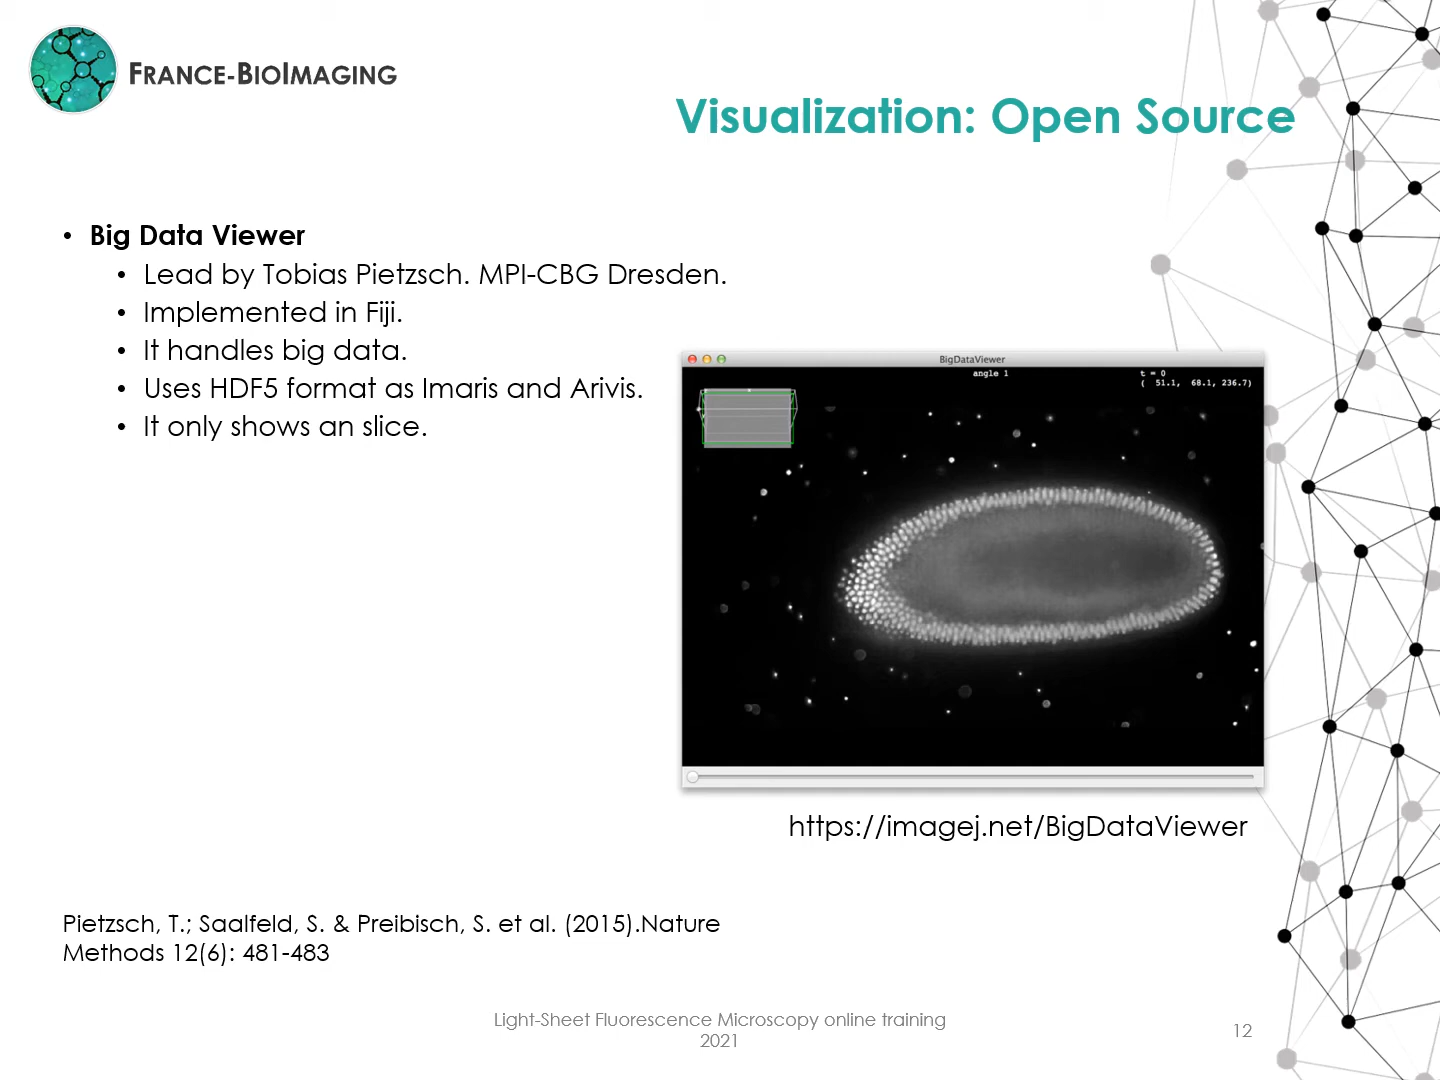 FRANCE-BIOIMAGING
Visualization: Open Source
• Big Data Viewer
• Lead by Tobias Pietzsch. MPI-CBG Dresden.
• Implemented in Fiji.
• It handles big data.
• Uses HDF5 format as Imaris and Arivis.
• It only shows an slice.
BigDataViewer
angle 1
t = 0
( 51.1, 68.1, 236.7)
https://imagej.net/BigDataViewer
Pietzsch, T.; Saalfeld, S. & Preibisch, S. et al. (2015).Nature
Methods 12(6): 481-483
Light-Sheet Fluorescence Microscopy online training
2021
12